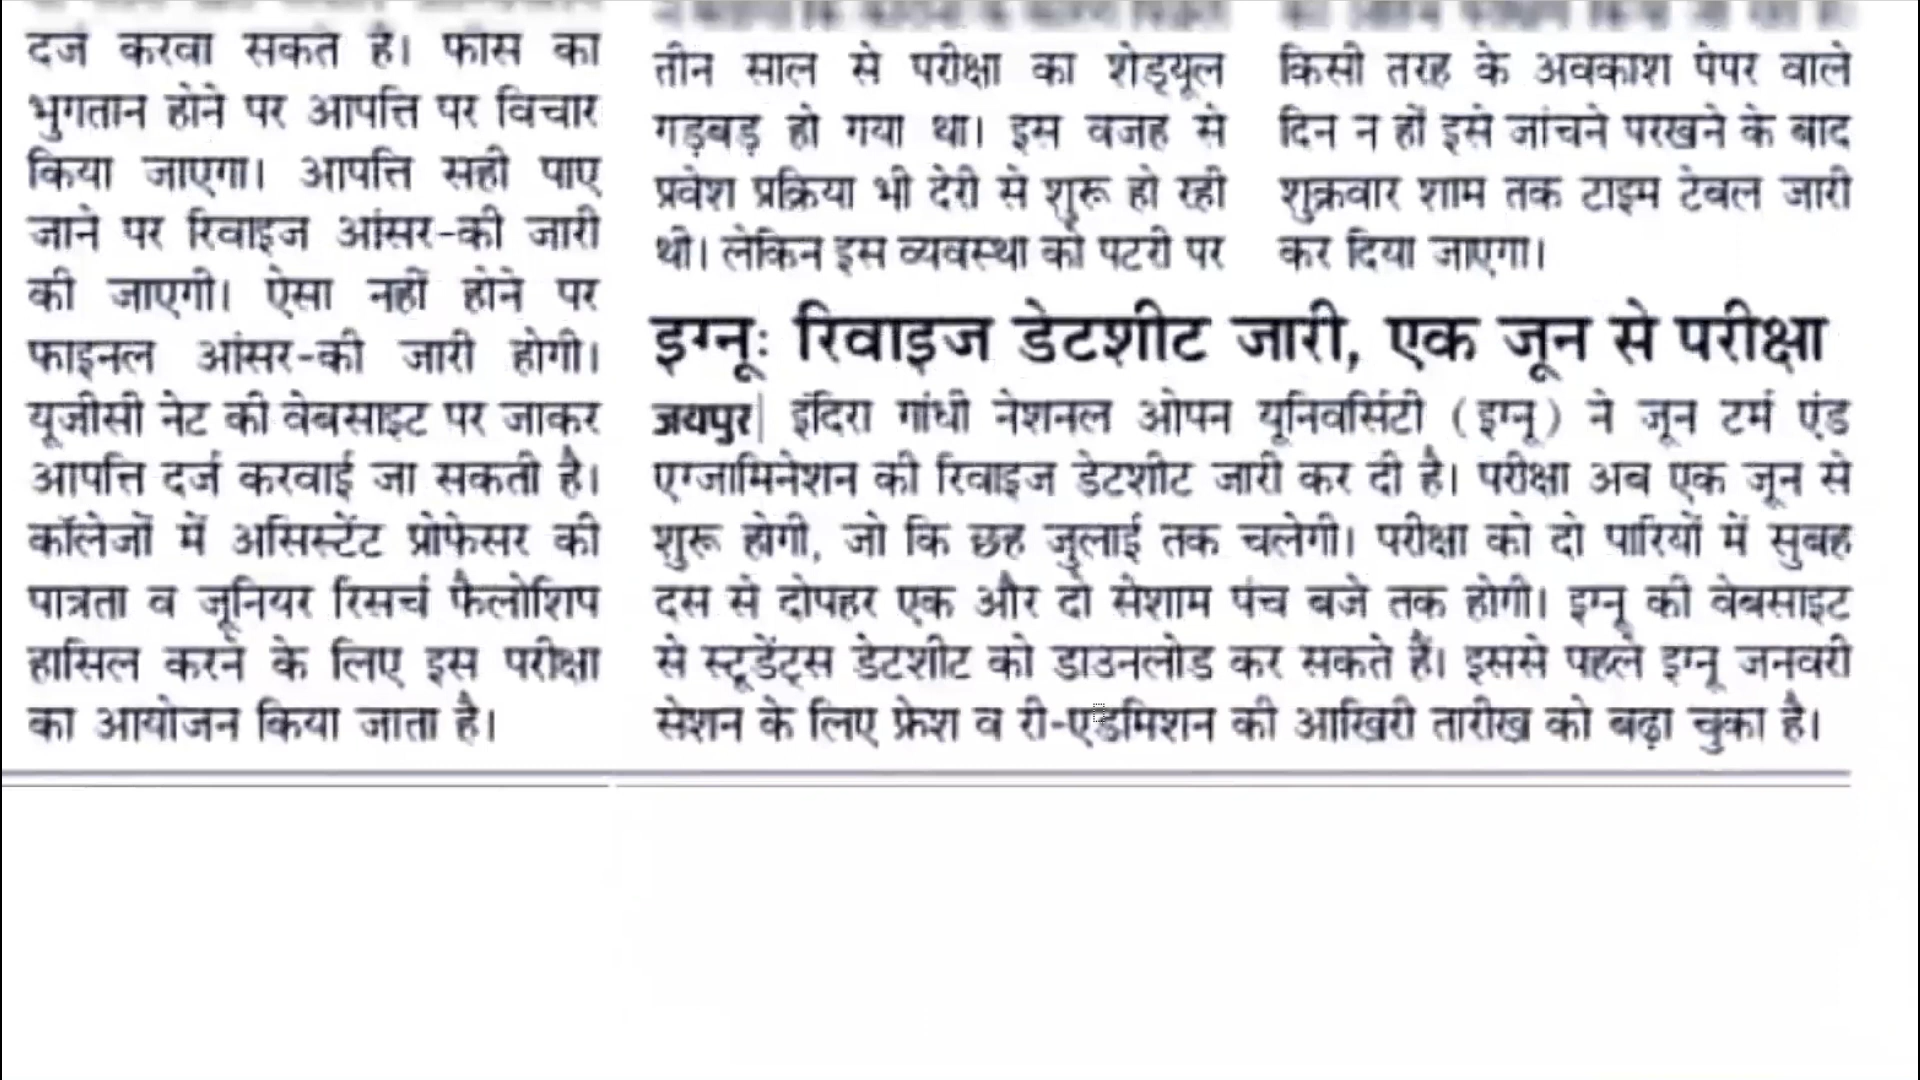 दर्ज करवा सकते हैं। फीस का
भुगतान होने पर आपत्ति पर विचार
किया जाएगा। आपत्ति सही पाए
जाने पर रिवाइज आंसर-की जारी
की जाएगी। ऐसा नहीं होने पर
फाइनल आंसर-की जारी होगी।
यूजीसी नेट की वेबसाइट पर जाकर
आपत्ति दर्ज करवाई जा सकती है।
कॉलेजों में असिस्टेंट प्रोफेसर की
पात्रता व जूनियर रिसर्च फैलोशिप
हासिल करने के लिए इस परीक्षा
का आयोजन किया जाता है।
तीन साल से परीक्षा का शेड्यूल
गड़बड़ हो गया था। इस वजह से
प्रवेश प्रक्रिया भी देरी से शुरू हो रही
थी। लेकिन इस व्यवस्था को पटरी पर
किसी तरह के अवकाश पेपर वाले
दिन न हों इसे जांचने परखने के बाद
शुक्रवार शाम तक टाइम टेबल जारी
कर दिया जाएगा।
इग्नू: रिवाइज डेटशीट जारी, एक जून से परीक्षा
जयपुर| इंदिरा गांधी नेशनल ओपन यूनिवर्सिटी (इग्नू) ने जून टर्म एंड
एग्जामिनेशन की रिवाइज डेटशीट जारी कर दी है। परीक्षा अब एक जून से
शुरू होगी, जो कि छह जुलाई तक चलेगी। परीक्षा को दो पारियों में सुबह
दस से दोपहर एक और दो सेशाम पंच बजे तक होगी। इग्नू की वेबसाइट
से स्टूडेंट्स डेटशीट को डाउनलोड कर सकते हैं। इससे पहले इग्नू जनवरी
सेशन के लिए फ्रेश व री-एडमिशन की आखिरी तारीख को बढ़ा चुका है।